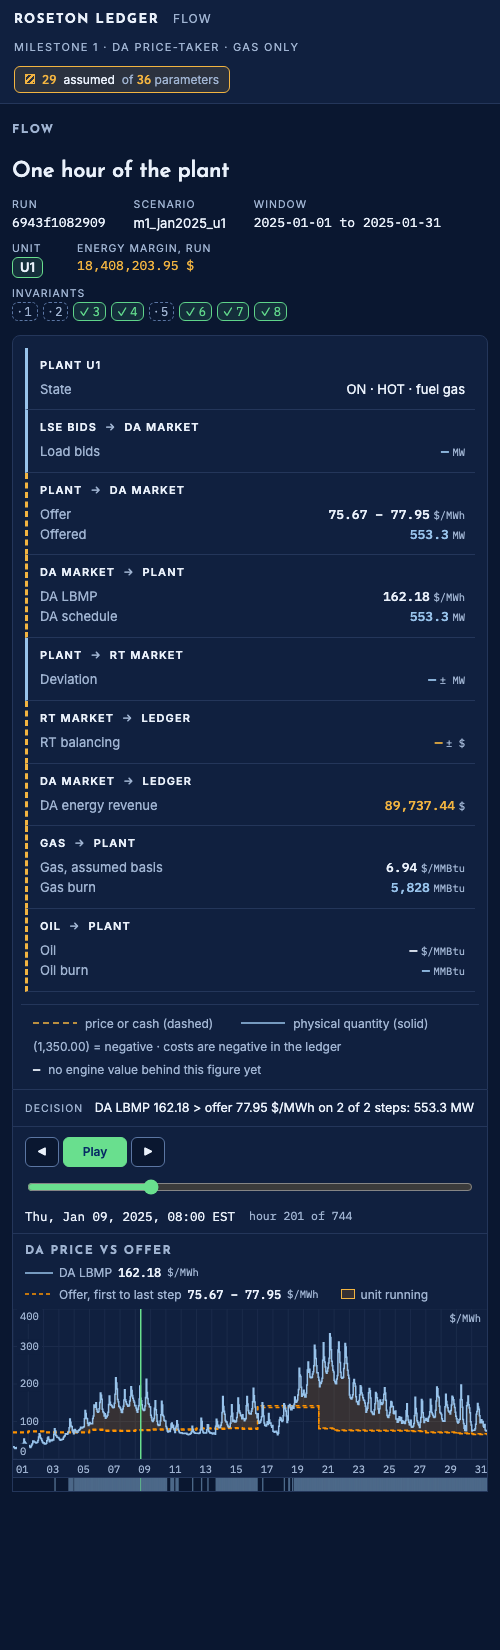 ROSETON LEDGER FLOW
MILESTONE 1 · DA PRICE-TAKER · GAS ONLY
29 assumed of 36 parameters
FLOW
One hour of the plant
RUN SCENARIO WINDOW
6943f1082909 m1_jan2025_u1 2025-01-01 to 2025-01-31
UNIT ENERGY MARGIN, RUN
U1 18,408,203.95 $
INVARIANTS
· 1 · 2 ✓ 3 ✓ 4 · 5 ✓ 6 ✓ 7 ✓ 8
PLANT U1
State ON · HOT · fuel gas
LSE BIDS → DA MARKET
Load bids — MW
PLANT → DA MARKET
Offer 75.67 – 77.95 $/MWh
Offered 553.3 MW
DA MARKET → PLANT
DA LBMP 162.18 $/MWh
DA schedule 553.3 MW
PLANT → RT MARKET
Deviation — ± MW
RT MARKET → LEDGER
RT balancing — ± $
DA MARKET → LEDGER
DA energy revenue 89,737.44 $
GAS → PLANT
Gas, assumed basis 6.94 $/MMBtu
Gas burn 5,828 MMBtu
OIL → PLANT
Oil — $/MMBtu
Oil burn — MMBtu
price or cash (dashed) physical quantity (solid)
(1,350.00) = negative · costs are negative in the ledger
— no engine value behind this figure yet
DECISION DA LBMP 162.18 > offer 77.95 $/MWh on 2 of 2 steps: 553.3 MW
◄ Play ►
Thu, Jan 09, 2025, 08:00 EST hour 201 of 744
DA PRICE VS OFFER
DA LBMP 162.18 $/MWh
Offer, first to last step 75.67 – 77.95 $/MWh unit running
400 $/MWh
300
200
100
0
01 03 05 07 09 11 13 15 17 19 21 23 25 27 29 31